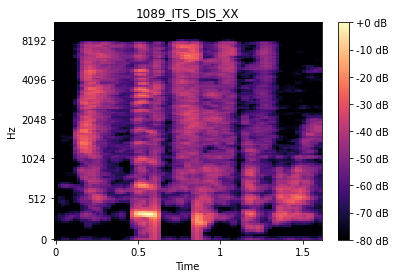 1089_ITS_DIS_XX
8192
4096
2048
1024
512
0
Hz
0
0.5
1
1.5
Time
+0 dB
-10 dB
-20 dB
-30 dB
-40 dB
-50 dB
-60 dB
-70 dB
-80 dB